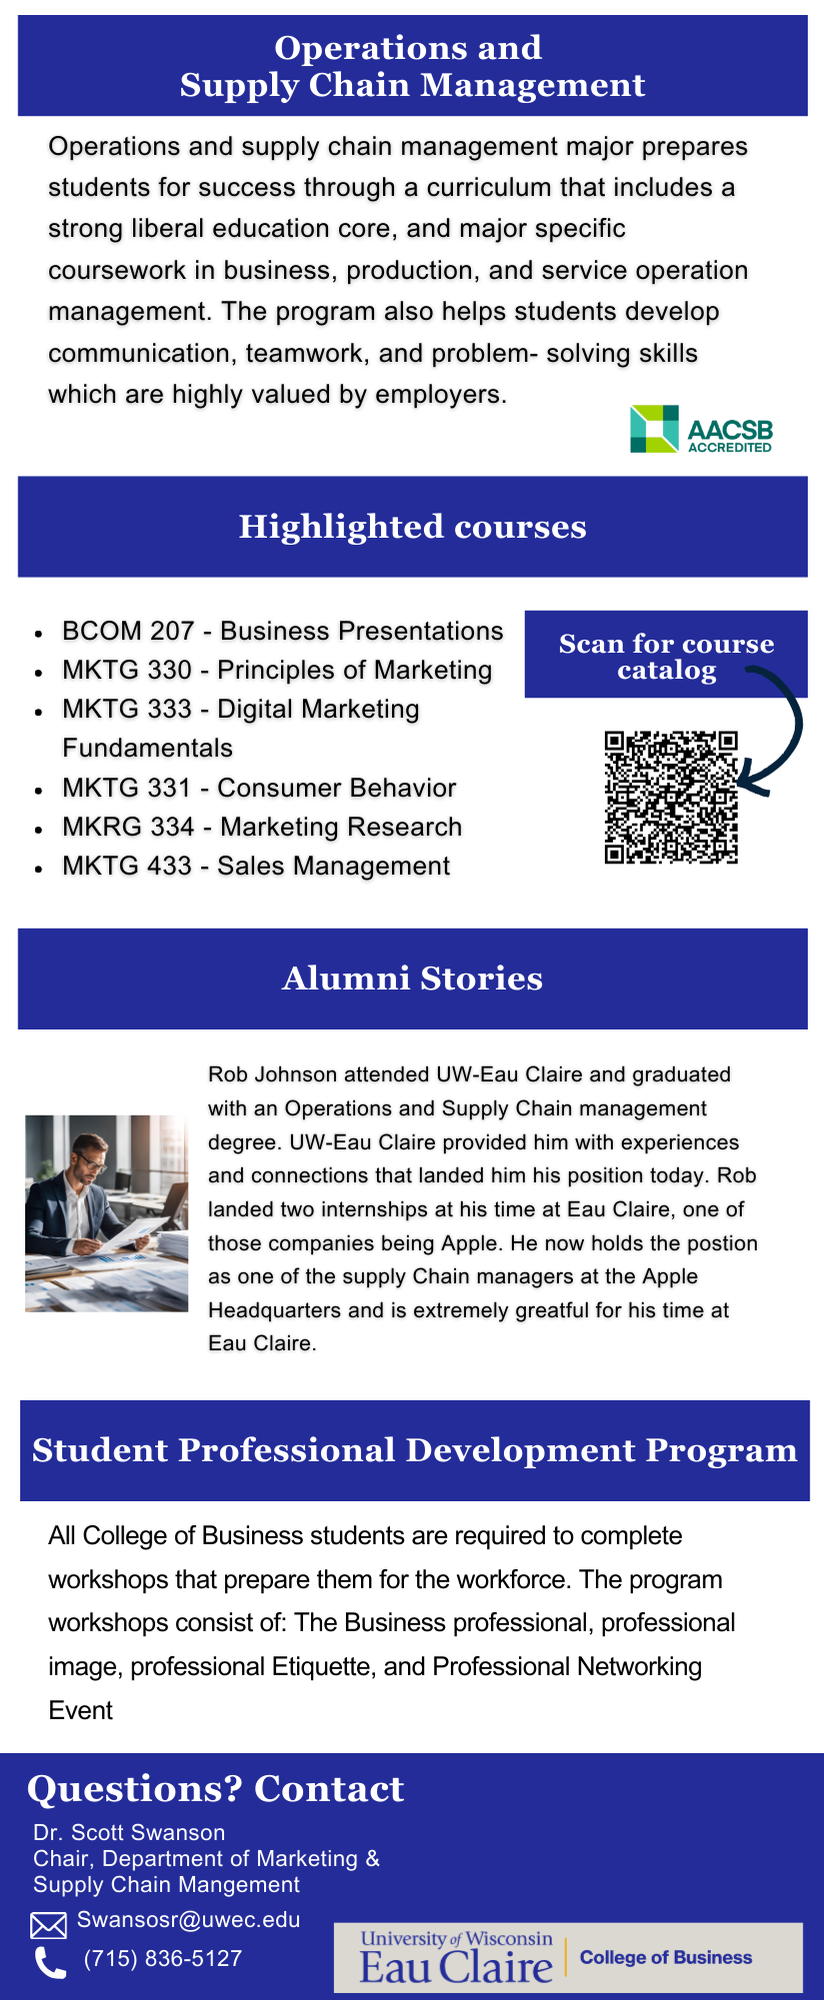 Operations and
Supply Chain Management
Operations and supply chain management major prepares
students for success through a curriculum that includes a
strong liberal education core, and major specific
coursework in business, production, and service operation
management. The program also helps students develop
communication, teamwork, and problem- solving skills
which are highly valued by employers.
AACSB
ACCREDITED
Highlighted courses
• BCOM 207 - Business Presentations
• MKTG 330 - Principles of Marketing
• MKTG 333 - Digital Marketing
Fundamentals
• MKTG 331 - Consumer Behavior
• MKRG 334 - Marketing Research
• MKTG 433 - Sales Management
Scan for course
catalog
Alumni Stories
Rob Johnson attended UW-Eau Claire and graduated
with an Operations and Supply Chain management
degree. UW-Eau Claire provided him with experiences
and connections that landed him his position today. Rob
landed two internships at his time at Eau Claire, one of
those companies being Apple. He now holds the postion
as one of the supply Chain managers at the Apple
Headquarters and is extremely greatful for his time at
Eau Claire.
Student Professional Development Program
All College of Business students are required to complete
workshops that prepare them for the workforce. The program
workshops consist of: The Business professional, professional
image, professional Etiquette, and Professional Networking
Event
Questions? Contact
Dr. Scott Swanson
Chair, Department of Marketing &
Supply Chain Mangement
Swansosr@uwec.edu
(715) 836-5127
University of Wisconsin
Eau Claire
College of Business